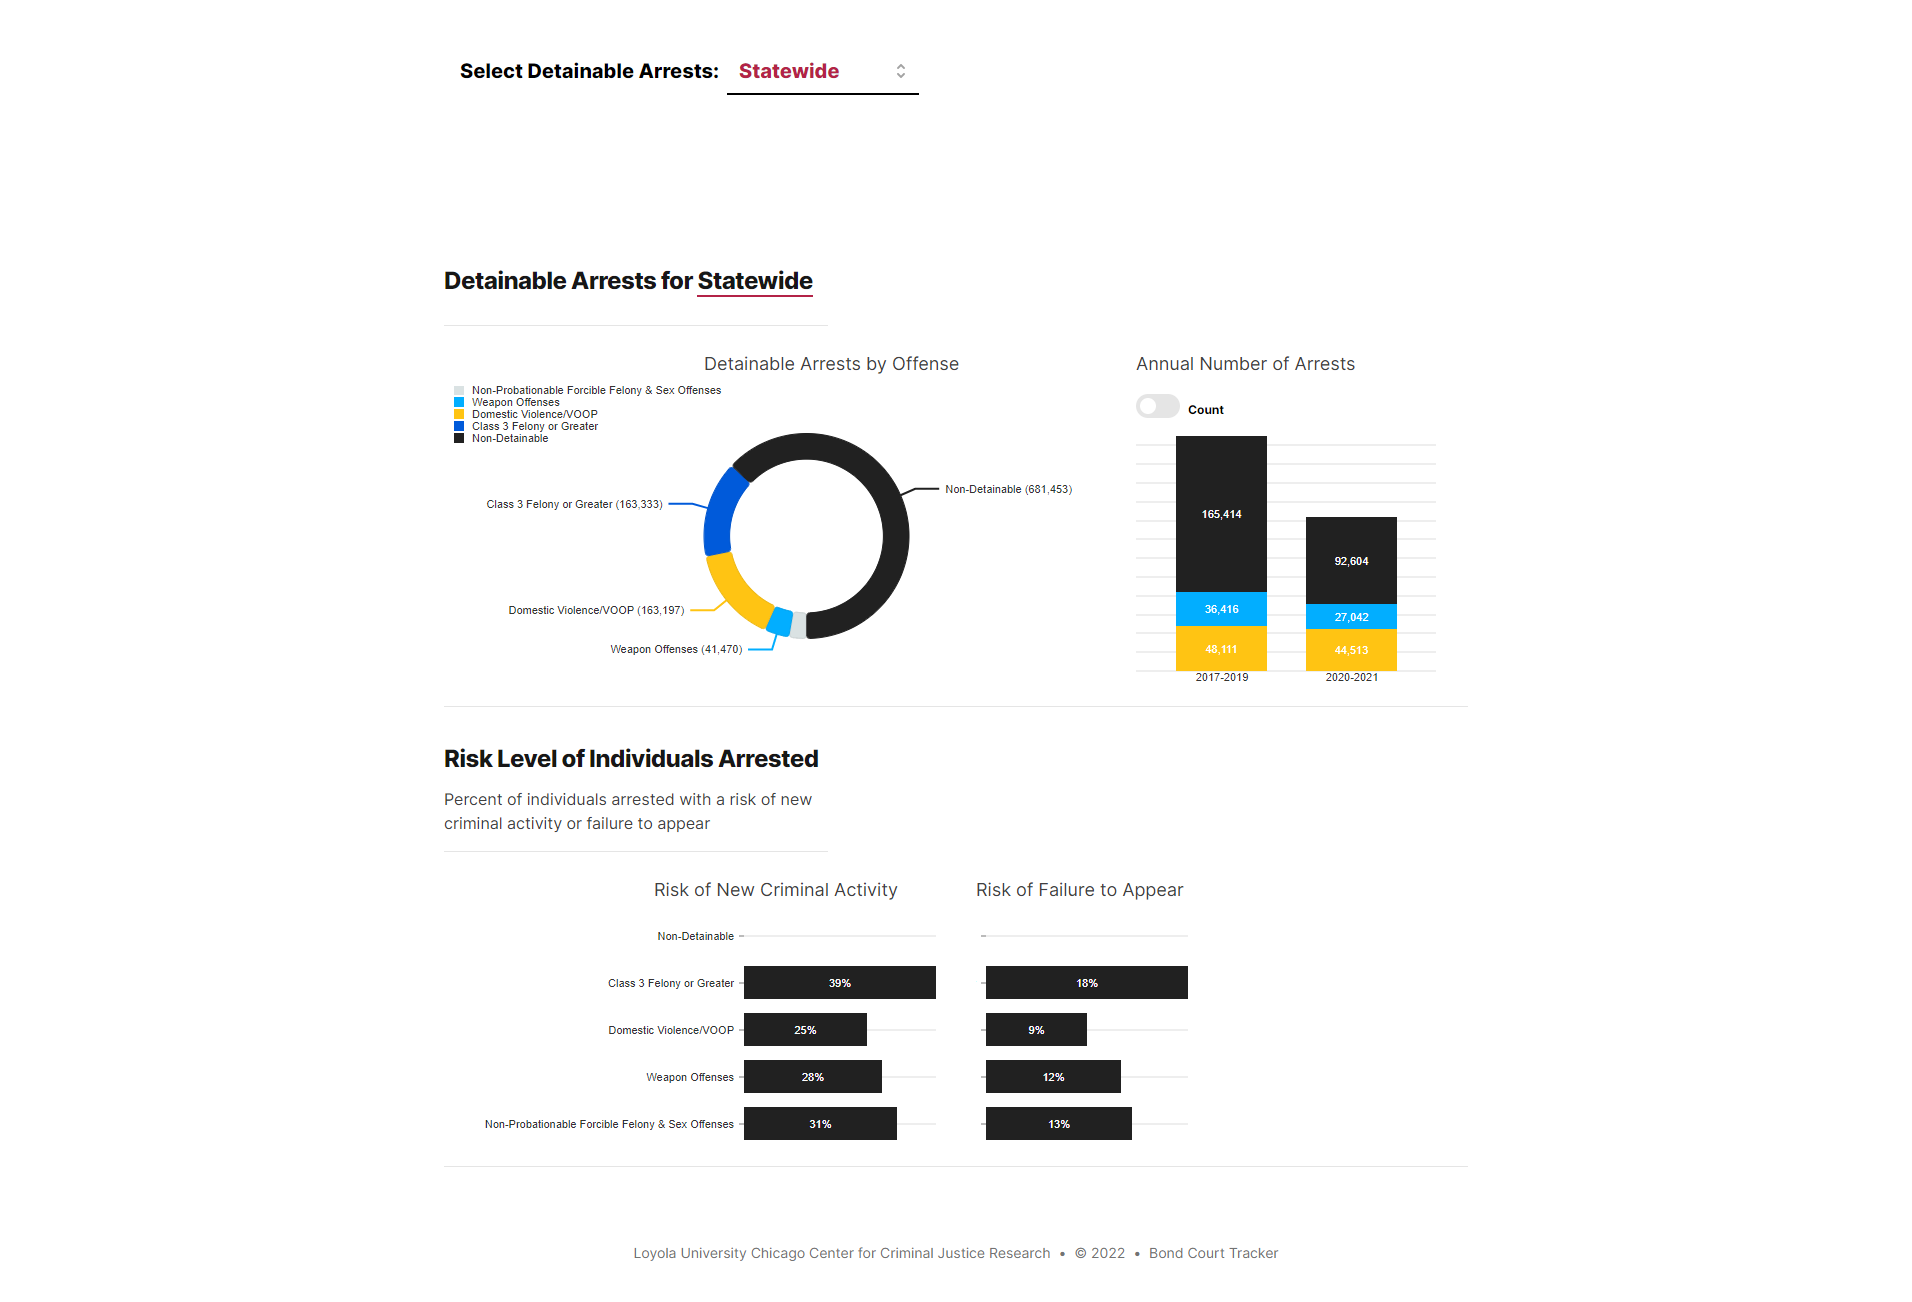 Select Detainable Arrests: Statewide
Detainable Arrests for Statewide
Detainable Arrests by Offense
Non-Probationable Forcible Felony & Sex Offenses
Weapon Offenses
Domestic Violence/VOOP
Class 3 Felony or Greater
Non-Detainable
Non-Detainable (681,453)
Class 3 Felony or Greater (163,333)
Domestic Violence/VOOP (163,197)
Weapon Offenses (41,470)
Annual Number of Arrests
Count
165,414
92,604
36,416
27,042
48,111
44,513
2017-2019
2020-2021
Risk Level of Individuals Arrested
Percent of individuals arrested with a risk of new
criminal activity or failure to appear
Risk of New Criminal Activity
Risk of Failure to Appear
Non-Detainable
Class 3 Felony or Greater 39% 18%
Domestic Violence/VOOP 25% 9%
Weapon Offenses 28% 12%
Non-Probationable Forcible Felony & Sex Offenses 31% 13%
Loyola University Chicago Center for Criminal Justice Research • © 2022 • Bond Court Tracker